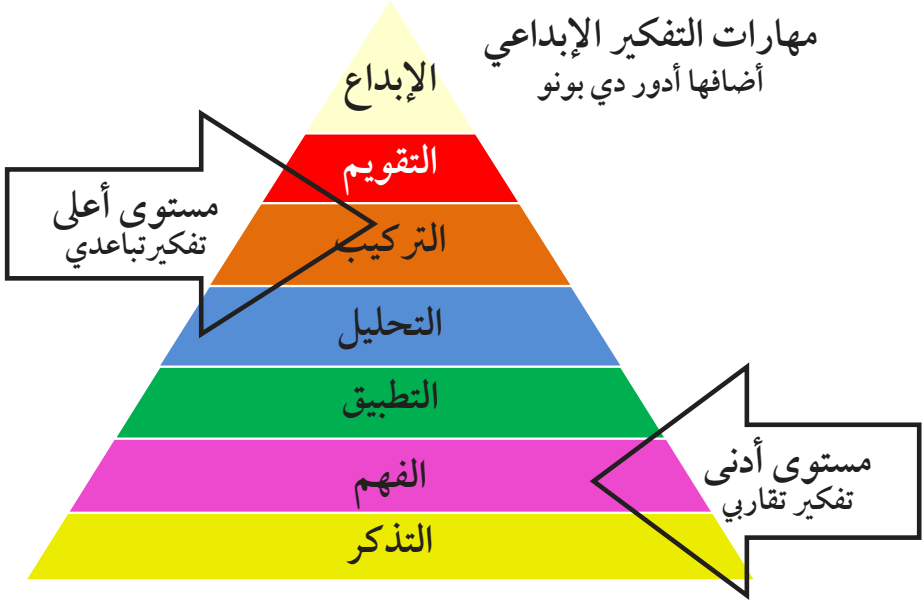 مهارات التفكير الإبداعي
أضافها أدور دي بونو
الإبداع
التقويم
مستوى أعلى
تفكير تباعدي
التركيب
التحليل
التطبيق
مستوى أدنى
تفكير تقاربي
الفهم
التذكر